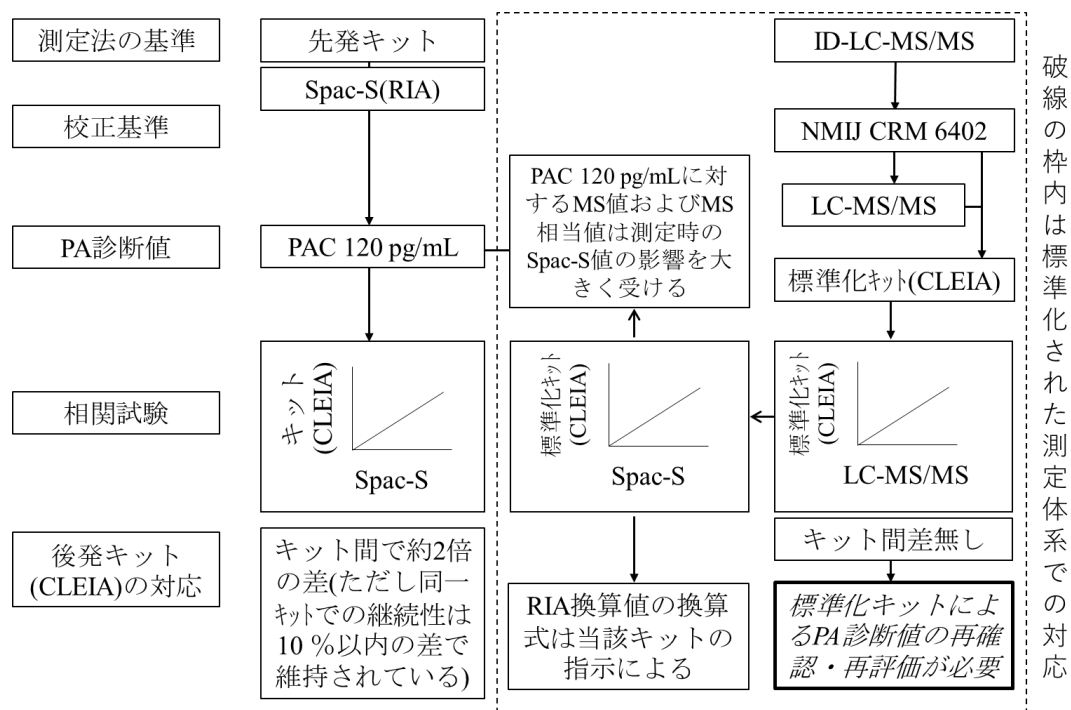 測定法の基準
校正基準
PA診断値
相関試験
後発キット
(CLEIA)の対応
先発キット
Spac-S(RIA)
PAC 120 pg/mL
キット
(CLEIA)
Spac-S
キット間で約2倍
の差(ただし同一
ｷｯﾄでの継続性は
10 %以内の差で
維持されている)
PAC 120 pg/mLに対
するMS値およびMS
相当値は測定時の
Spac-S値の影響を大
きく受ける
標準化キット
(CLEIA)
Spac-S
RIA換算値の換算
式は当該キットの
指示による
ID-LC-MS/MS
NMIJ CRM 6402
LC-MS/MS
標準化ｷｯﾄ(CLEIA)
標準化キット
(CLEIA)
LC-MS/MS
キット間差無し
標準化キットによ
るPA診断値の再確
認・再評価が必要
破線の枠内は標準化された測定体系での対応